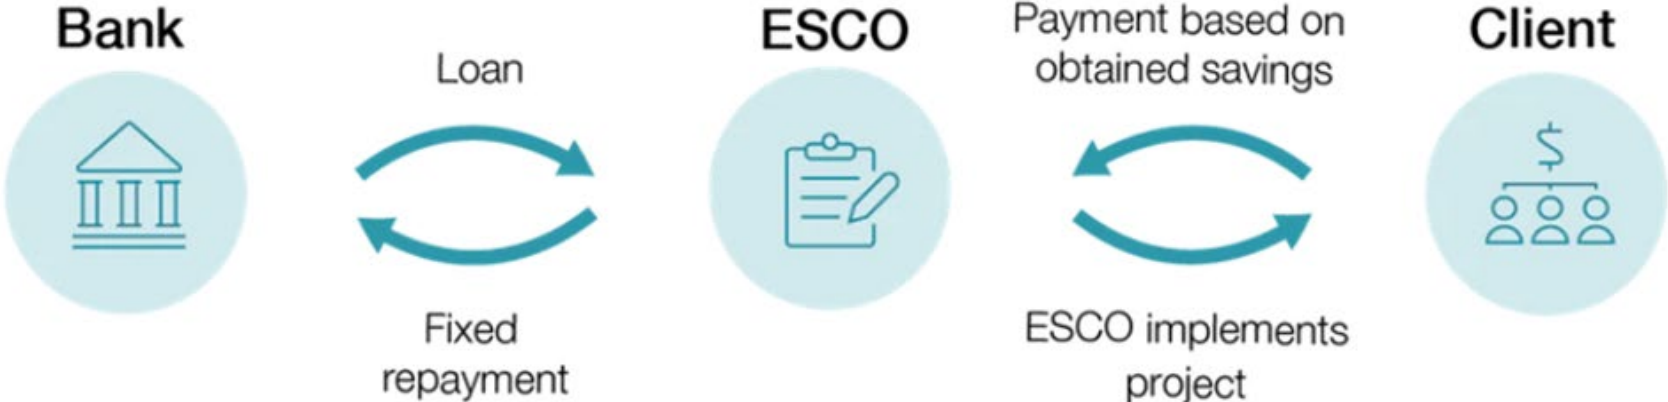 Bank
Loan
Fixed
repayment
ESCO
Payment based on
obtained savings
ESCO implements
project
Client
$